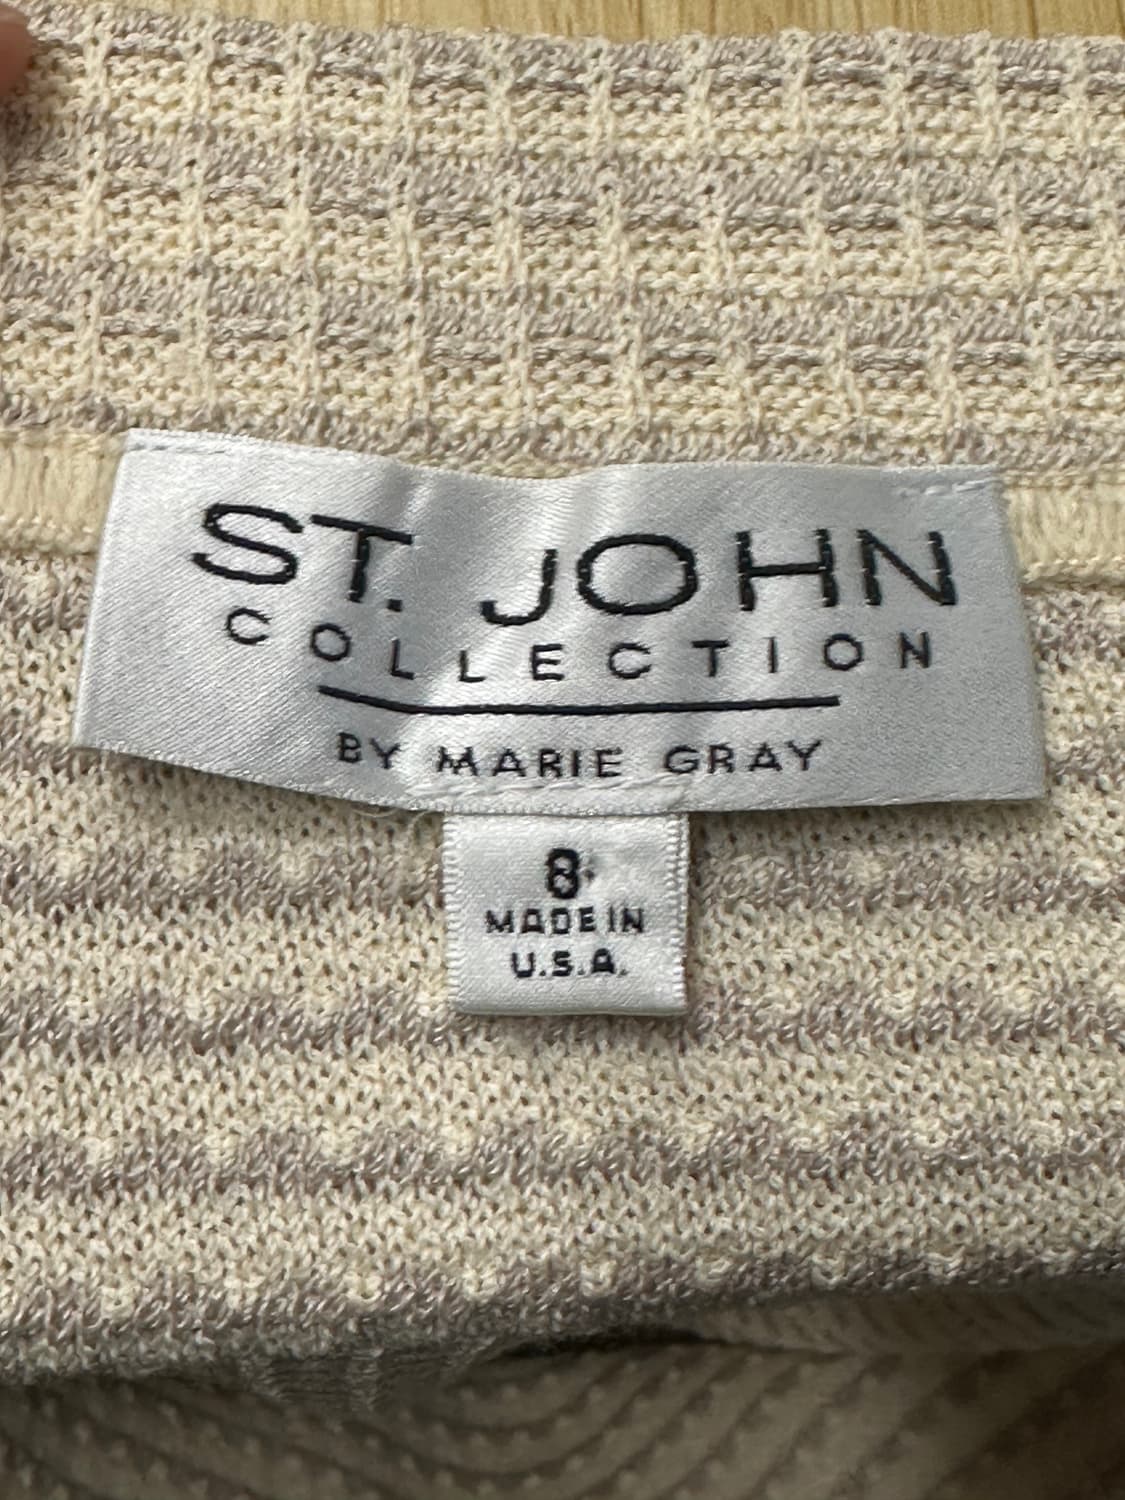 ST. JOHN
COLLECTION
BY MARIE GRAY
8
MADE IN
U.S.A.